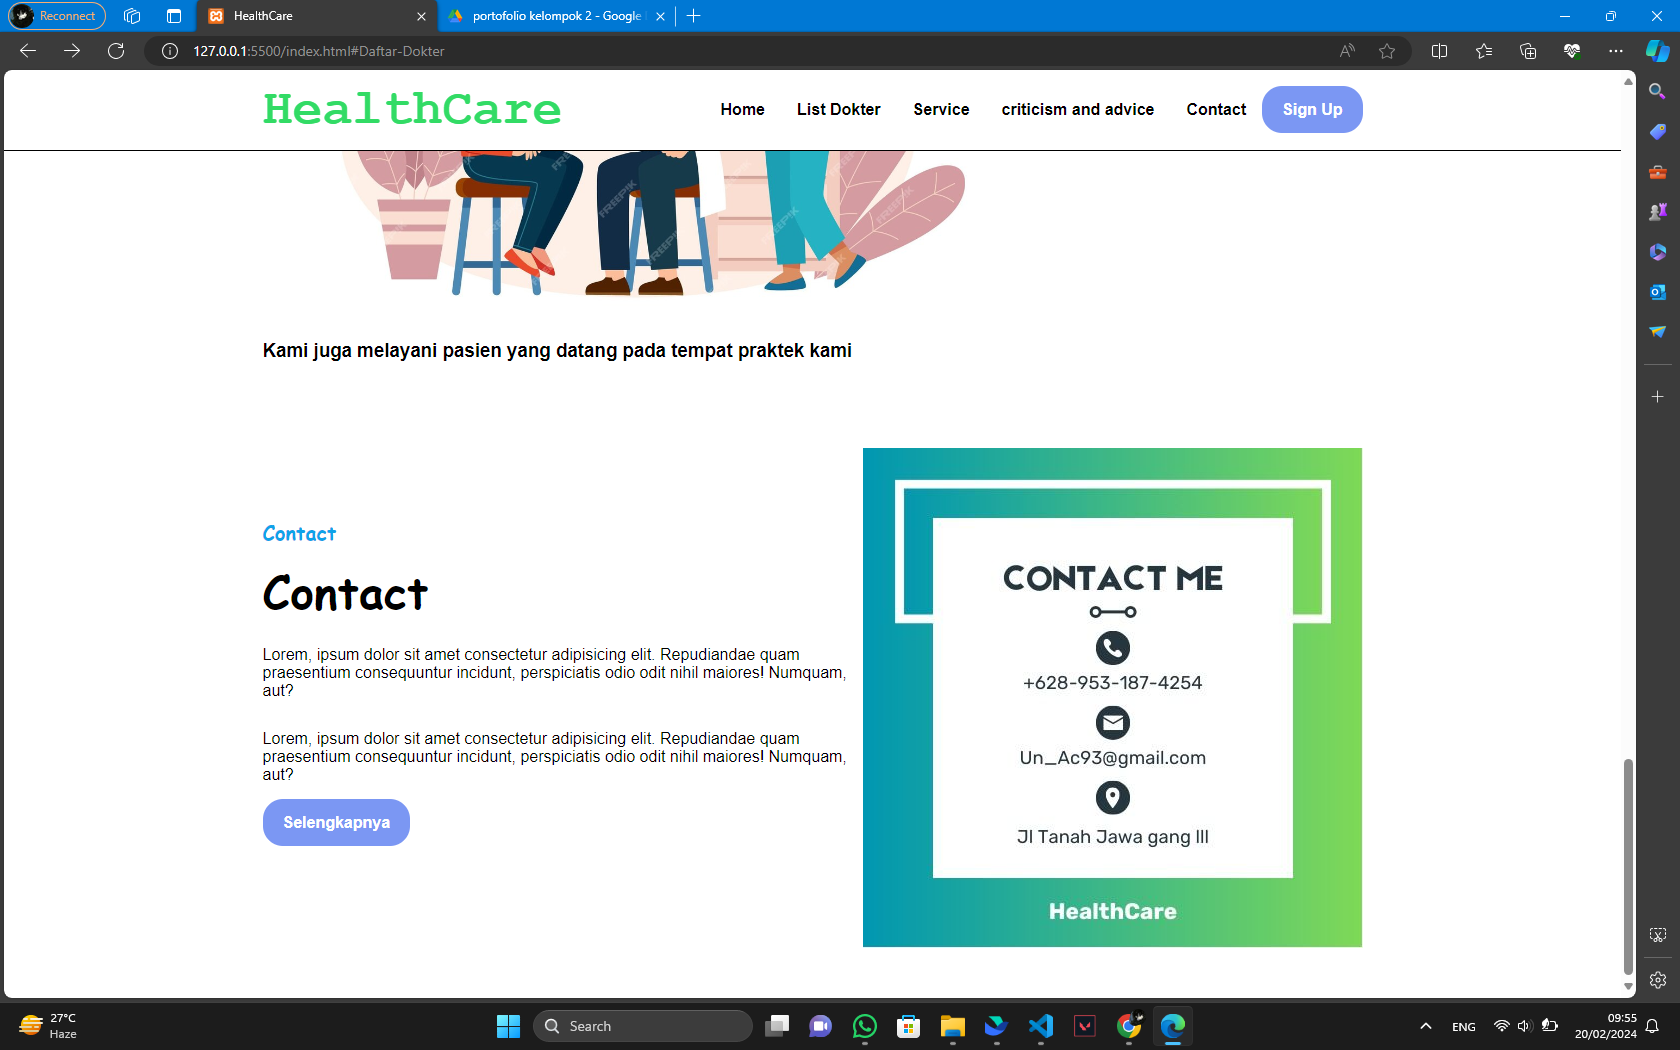 Reconnect
HealthCare
portofolio kelompok 2 - Google
127.0.0.1:5500/index.html#Daftar-Dokter
HealthCare
Home
List Dokter
Service
criticism and advice
Contact
Sign Up
FREEPIK
FREEPIK
FREEPIK
FREEPIK
Kami juga melayani pasien yang datang pada tempat praktek kami
Contact
Contact
Lorem, ipsum dolor sit amet consectetur adipisicing elit. Repudiandae quam
praesentium consequuntur incidunt, perspiciatis odio odit nihil maiores! Numquam,
aut?
Lorem, ipsum dolor sit amet consectetur adipisicing elit. Repudiandae quam
praesentium consequuntur incidunt, perspiciatis odio odit nihil maiores! Numquam,
aut?
Selengkapnya
CONTACT ME
+628-953-187-4254
Un_Ac93@gmail.com
Jl Tanah Jawa gang III
HealthCare
27°C
Haze
Search
ENG
09:55
20/02/2024